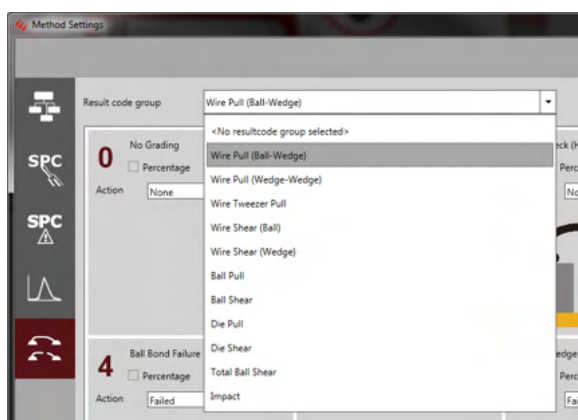 Method Settings
Result code group Wire Pull (Ball-Wedge)
<No resultcode group selected>
Wire Pull (Ball-Wedge)
Wire Pull (Wedge-Wedge)
Wire Tweezer Pull
Wire Shear (Ball)
Wire Shear (Wedge)
Ball Pull
Ball Shear
Die Pull
Die Shear
Total Ball Shear
Impact
SPC
SPC
0 No Grading
Percentage
Action None
4 Ball Bond Failure
Percentage
Action Failed